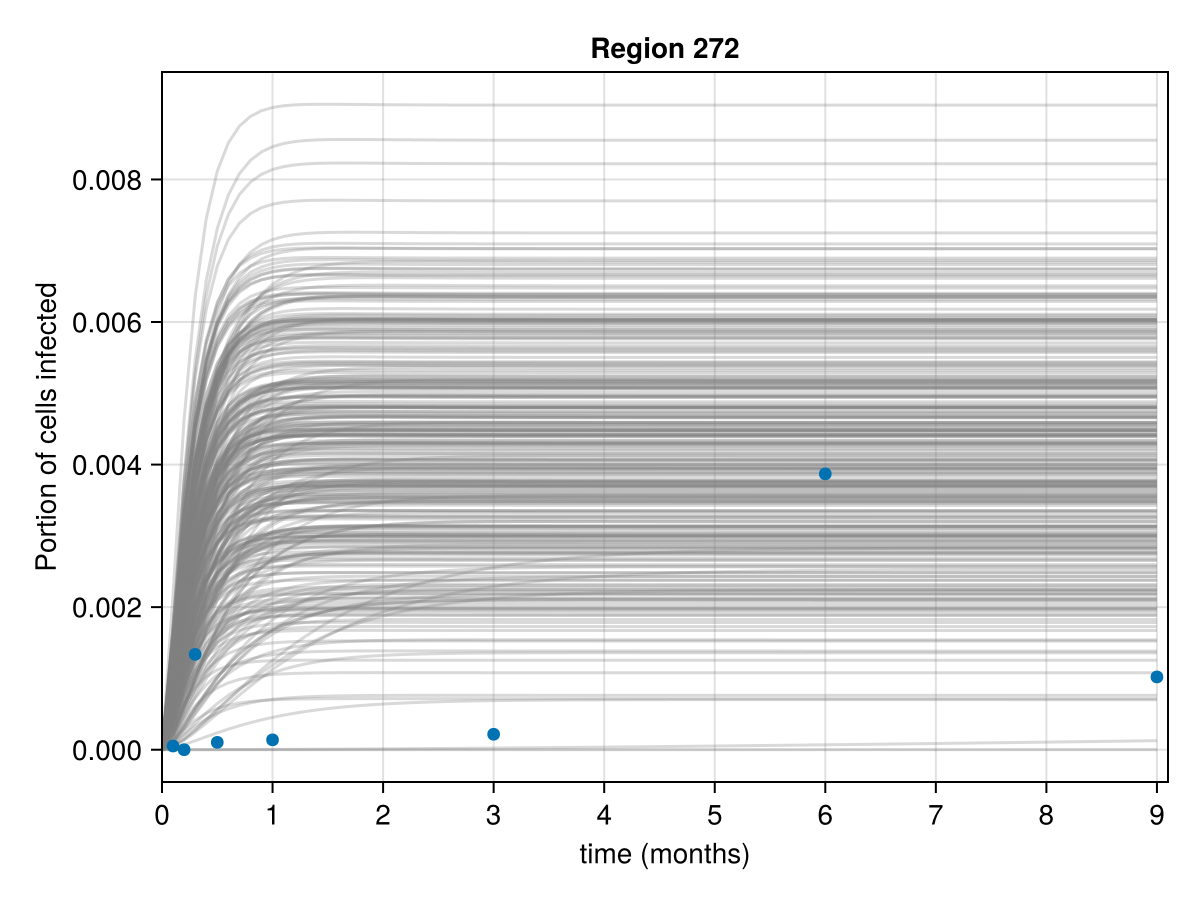 Region 272
Portion of cells infected
0.008
0.006
0.004
0.002
0.000
0 1 2 3 4 5 6 7 8 9
time (months)